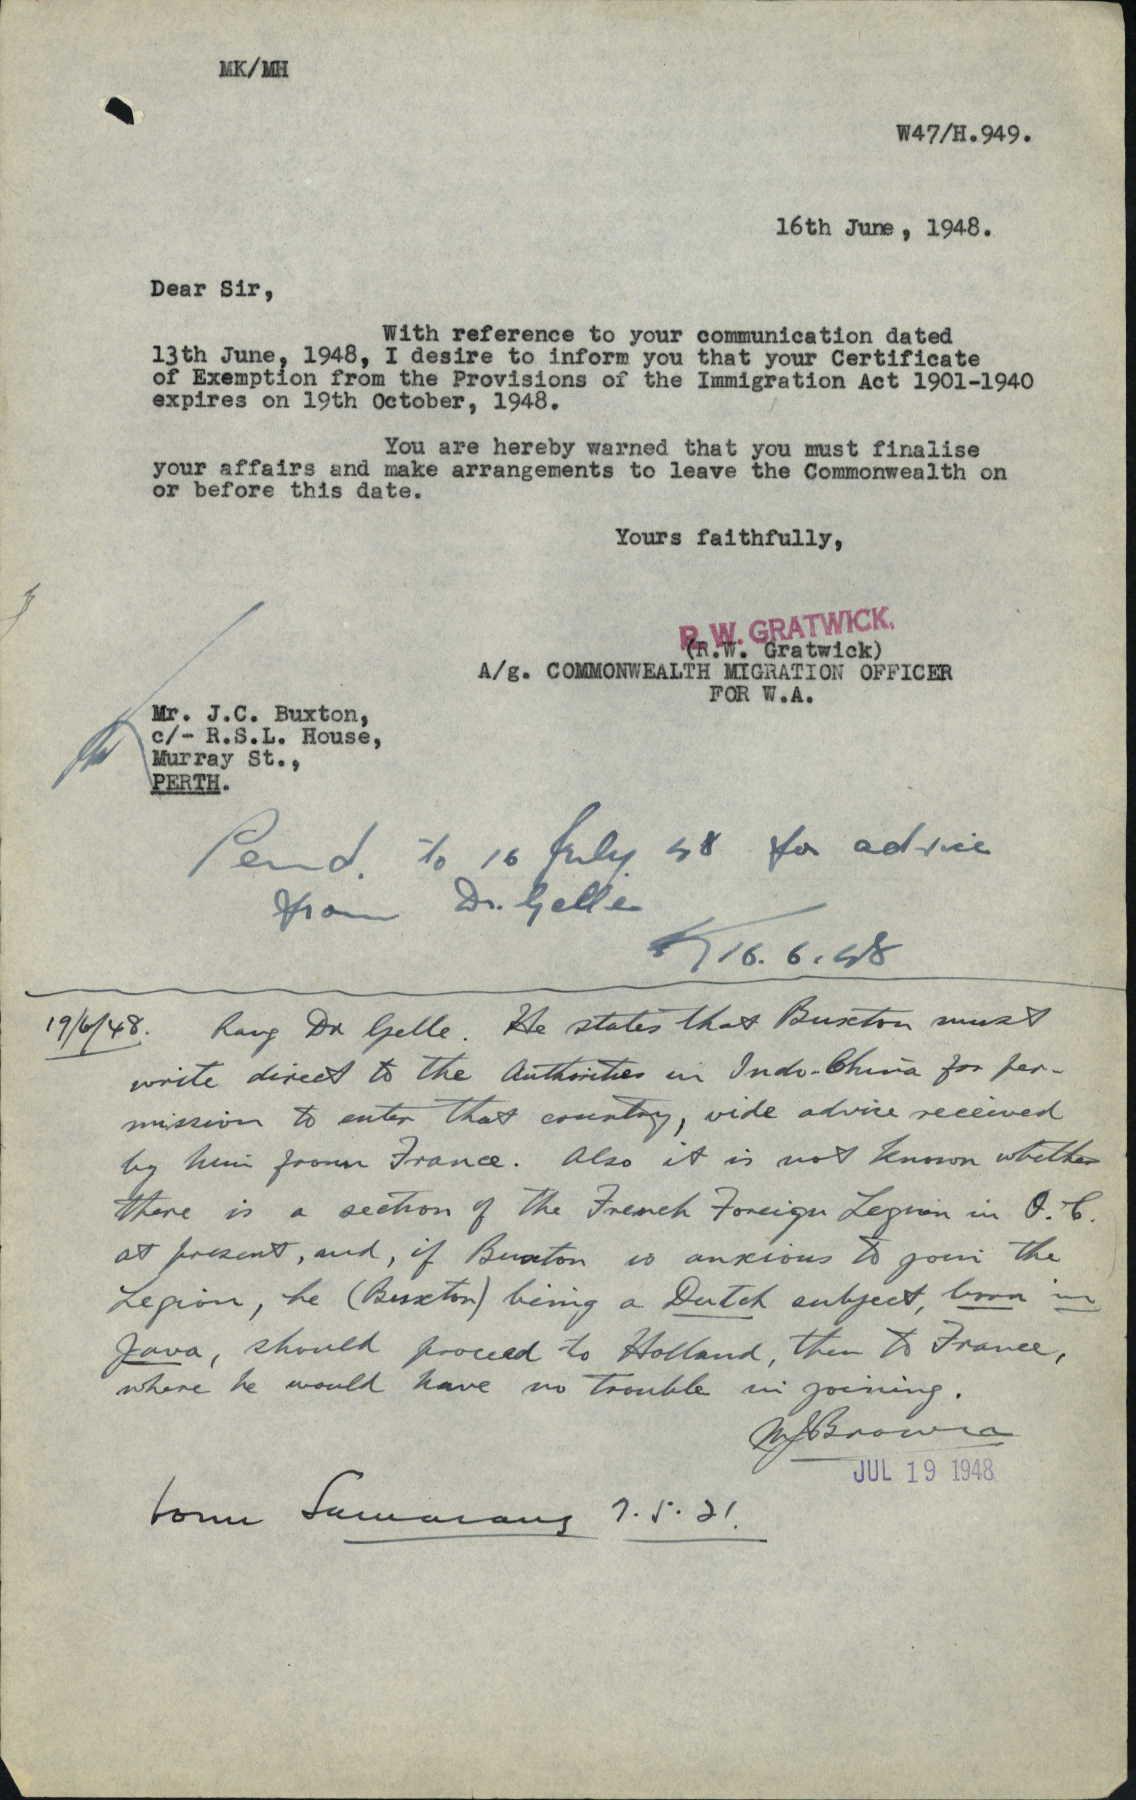 MK/MH
W47/H.949.
16th June, 1948.
Dear Sir,
With reference to your communication dated
13th June, 1948, I desire to inform you that your Certificate
of Exemption from the Provisions of the Immigration Act 1901-1940
expires on 19th October, 1948.
You are hereby warned that you must finalise
your affairs and make arrangements to leave the Commonwealth on
or before this date.
Yours faithfully,
R. W. GRATWICK.
(R.W. Gratwick)
A/g. COMMONWEALTH MIGRATION OFFICER
FOR W.A.
Mr. J.C. Buxton,
c/- R.S.L. House,
Murray St.,
PERTH.
Pend. to 16 July 48 for advice
from Dr. Gelle
16.6.48
19/6/48. Rang Dr Gelle. He states that Buxton must
write direct to the Authorities in Indo-China for per-
mission to enter that country, vide advice received
by him from France. Also it is not known whether
there is a section of the French Foreign Legion in I.C.
at present, and, if Buxton is anxious to join the
Legion, he (Buxton) being a Dutch subject, born in
Java, should proceed to Holland, then to France,
where he would have no trouble in joining.
JUL 19 1948
born Samarang 7.5.21.